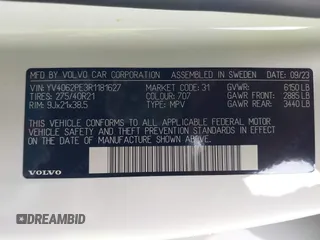 MFD BY VOLVO CAR CORPORATION ASSEMBLED IN SWEDEN 09/23
VIN: YV4062PE3R1181627 MARKET CODE: 31 GVWR: 6150 LB
TIRES: 275/40R21 COLOUR: 707 GAWR FRONT: 2885 LB
RIM: 9Jx21x38.5 TYPE: MPV GAWR REAR: 3440 LB
THIS VEHICLE CONFORMS TO ALL APPLICABLE U.S. FEDERAL MOTOR
VEHICLE SAFETY AND THEFT PREVENTION STANDARDS IN
EFFECT ON THE DATE OF MANUFACTURE SHOWN ABOVE.
VOLVO
DREAMBID